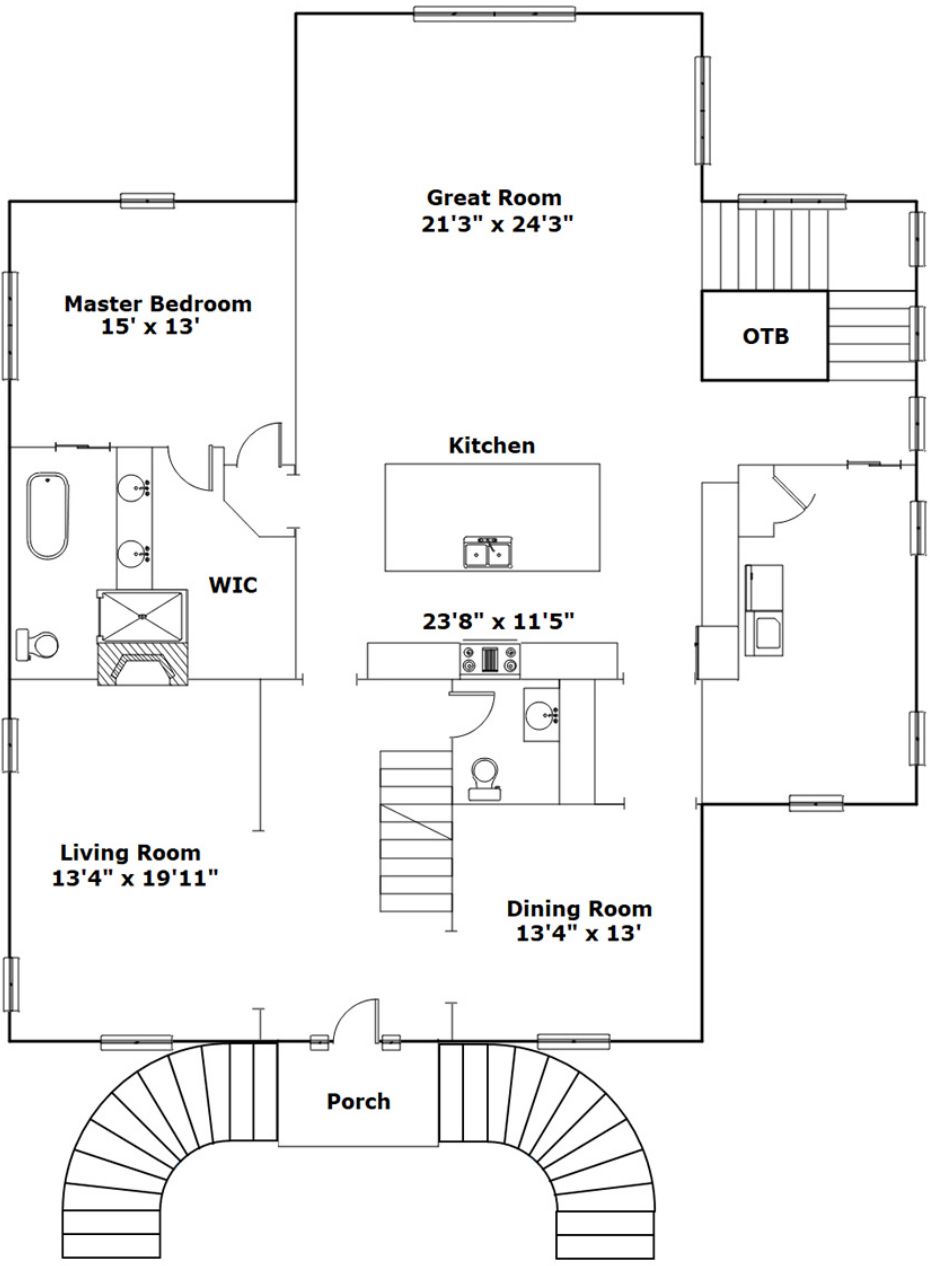 Great Room
21'3" x 24'3"
Master Bedroom
15' x 13'
OTB
Kitchen
WIC
23'8" x 11'5"
Living Room
13'4" x 19'11"
Dining Room
13'4" x 13'
Porch